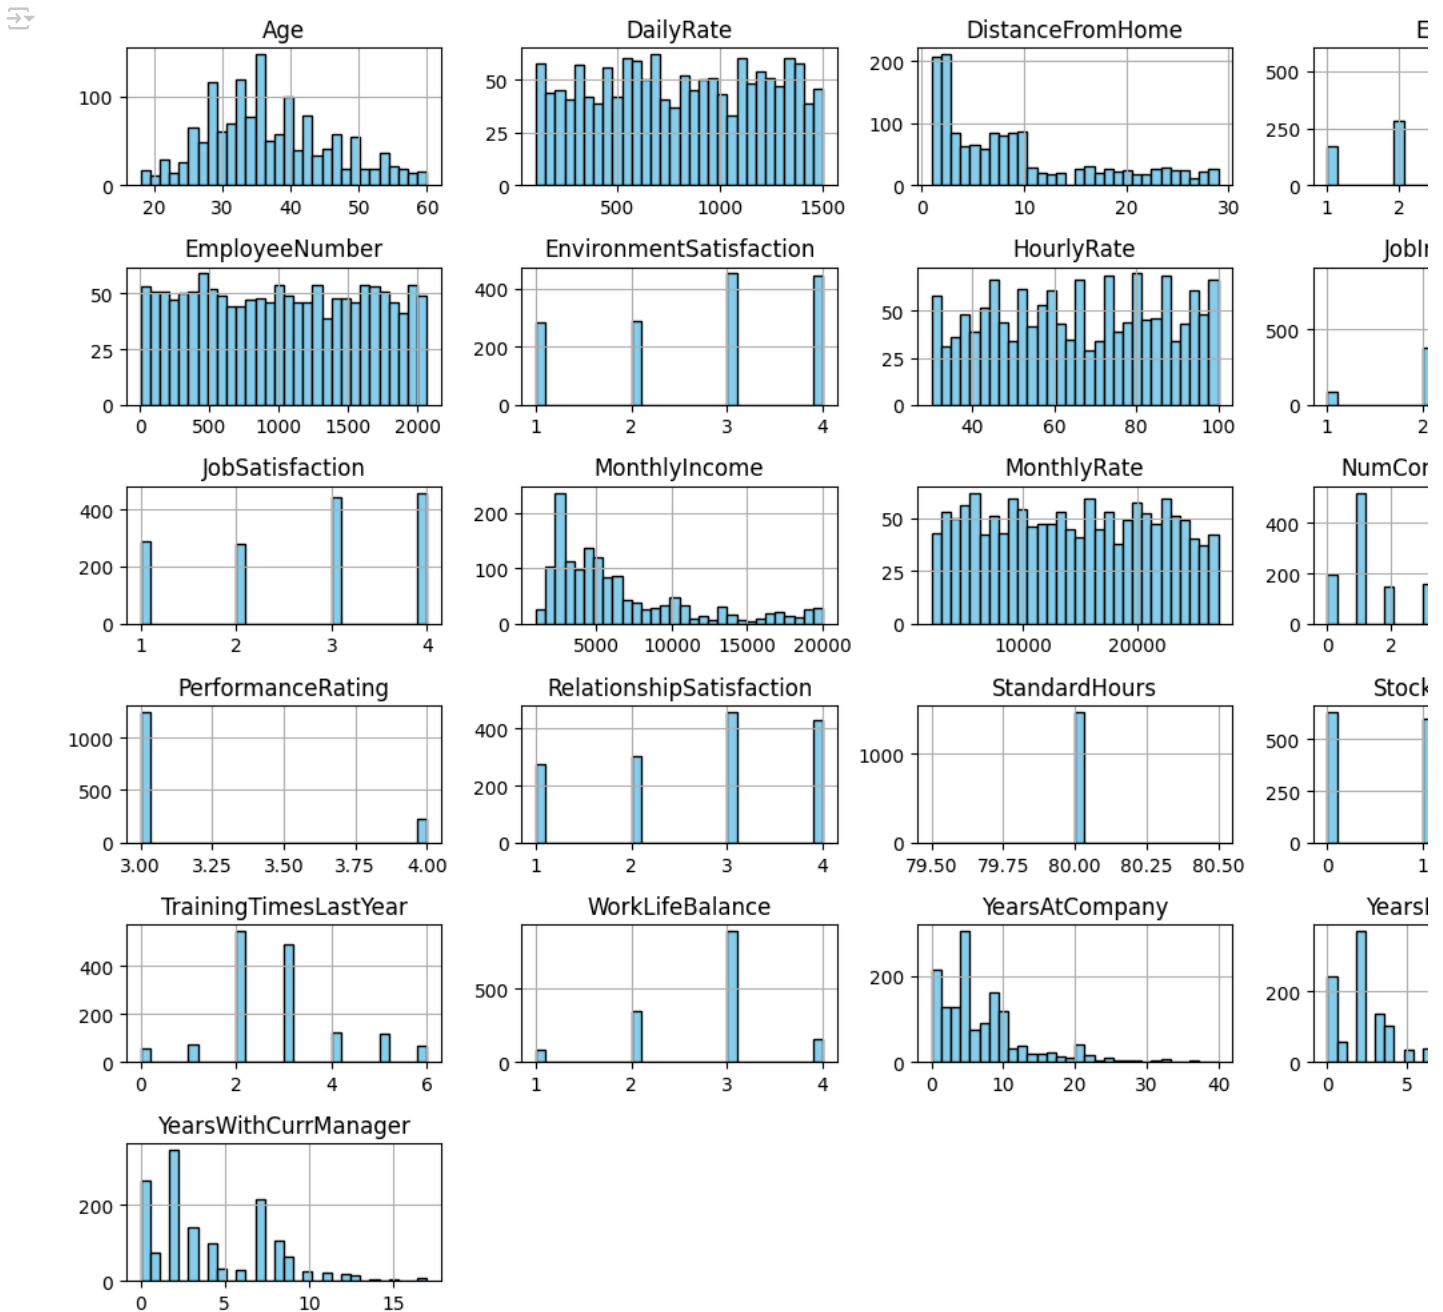 Age
DailyRate
DistanceFromHome
E
100
0
20 30 40 50 60
50
25
0
500 1000 1500
200
100
0
0 10 20 30
500
250
0
1 2
EmployeeNumber
EnvironmentSatisfaction
HourlyRate
JobIn
50
25
0
0 500 1000 1500 2000
400
200
0
1 2 3 4
50
25
0
40 60 80 100
500
0
1 2
JobSatisfaction
MonthlyIncome
MonthlyRate
NumCor
400
200
0
1 2 3 4
200
100
0
5000 10000 15000 20000
50
25
0
10000 20000
400
200
0
0 2
PerformanceRating
RelationshipSatisfaction
StandardHours
Stock
1000
500
0
3.00 3.25 3.50 3.75 4.00
400
200
0
1 2 3 4
1000
0
79.50 79.75 80.00 80.25 80.50
500
250
0
0 1
TrainingTimesLastYear
WorkLifeBalance
YearsAtCompany
Years
400
200
0
0 2 4 6
500
0
1 2 3 4
200
0
0 10 20 30 40
200
0
0 5
YearsWithCurrManager
200
0
0 5 10 15